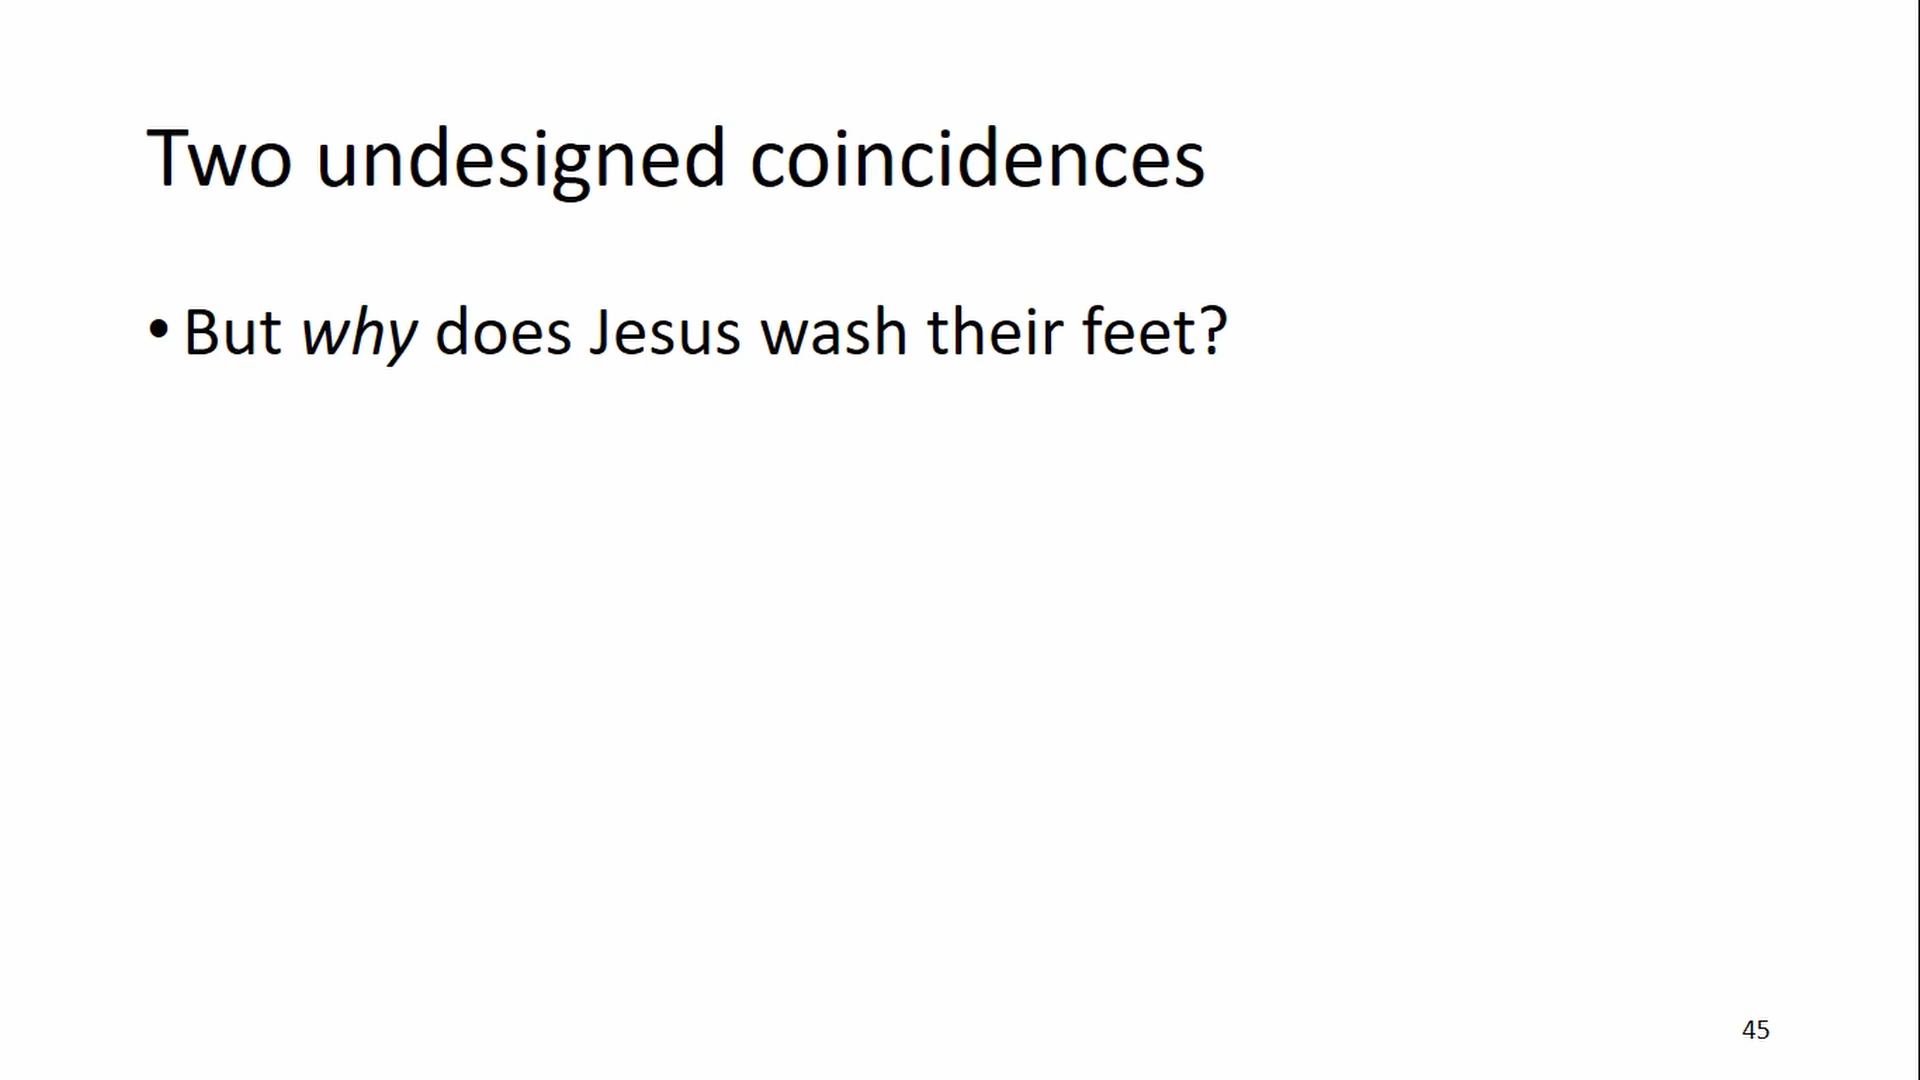 Two undesigned coincidences
• But why does Jesus wash their feet?
45